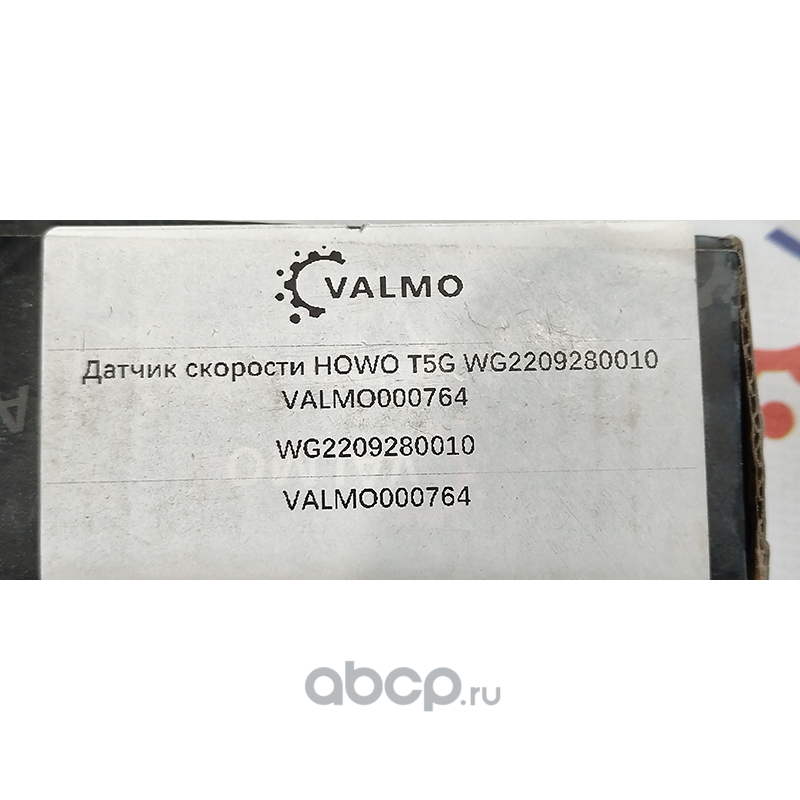 VALMO
Датчик скорости HOWO T5G WG2209280010
VALMO000764
WG2209280010
VALMO000764
abcp.ru